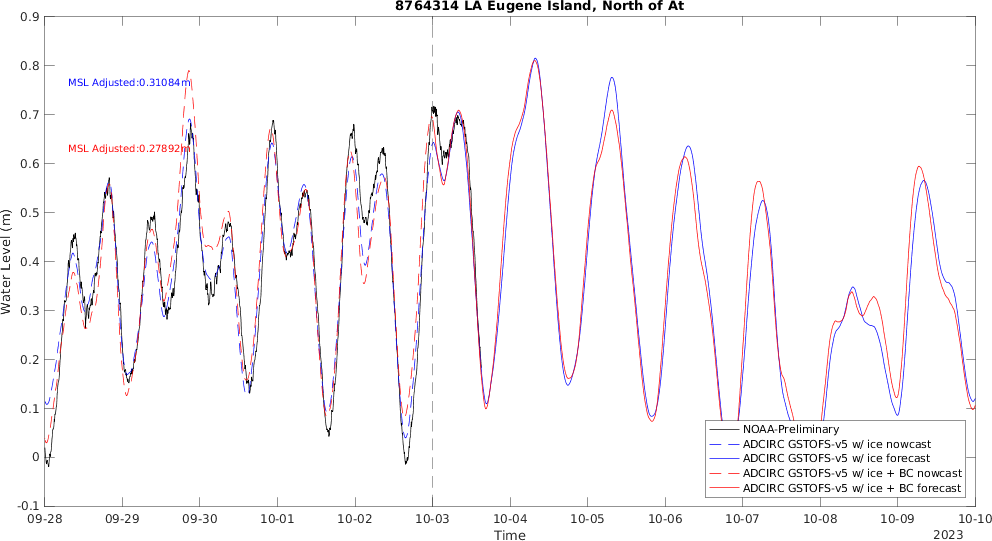 8764314 LA Eugene Island, North of At
0.9
0.8
0.7
0.6
0.5
0.4
0.3
0.2
0.1
0
-0.1
Water Level (m)
MSL Adjusted:0.31084m
MSL Adjusted:0.27892m
NOAA-Preliminary
ADCIRC GSTOFS-v5 w/ ice nowcast
ADCIRC GSTOFS-v5 w/ ice forecast
ADCIRC GSTOFS-v5 w/ ice + BC nowcast
ADCIRC GSTOFS-v5 w/ ice + BC forecast
09-28 09-29 09-30 10-01 10-02 10-03 10-04 10-05 10-06 10-07 10-08 10-09 10-10
Time
2023